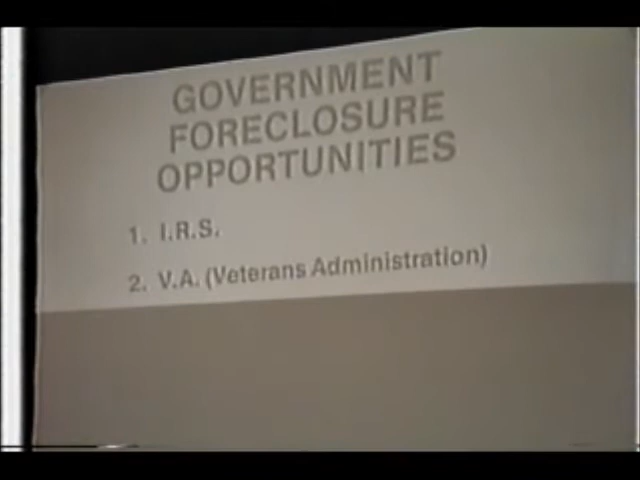 GOVERNMENT
FORECLOSURE
OPPORTUNITIES
1. I.R.S.
2. V.A. (Veterans Administration)